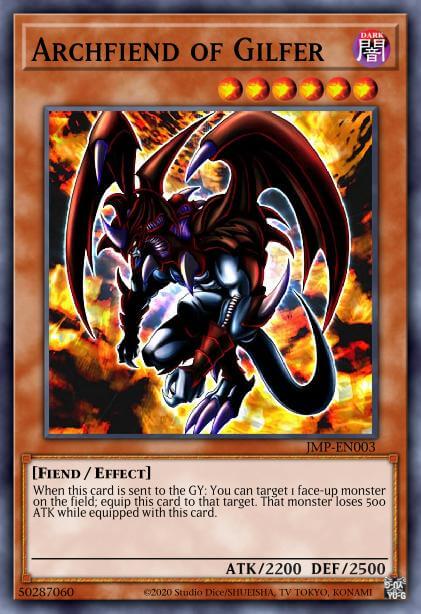 Archfiend of Gilfer
DARK
闇
JMP-EN003
[Fiend / Effect]
When this card is sent to the GY: You can target 1 face-up monster
on the field; equip this card to that target. That monster loses 500
ATK while equipped with this card.
ATK/2200 DEF/2500
50287060
©2020 Studio Dice/SHUEISHA, TV TOKYO, KONAMI